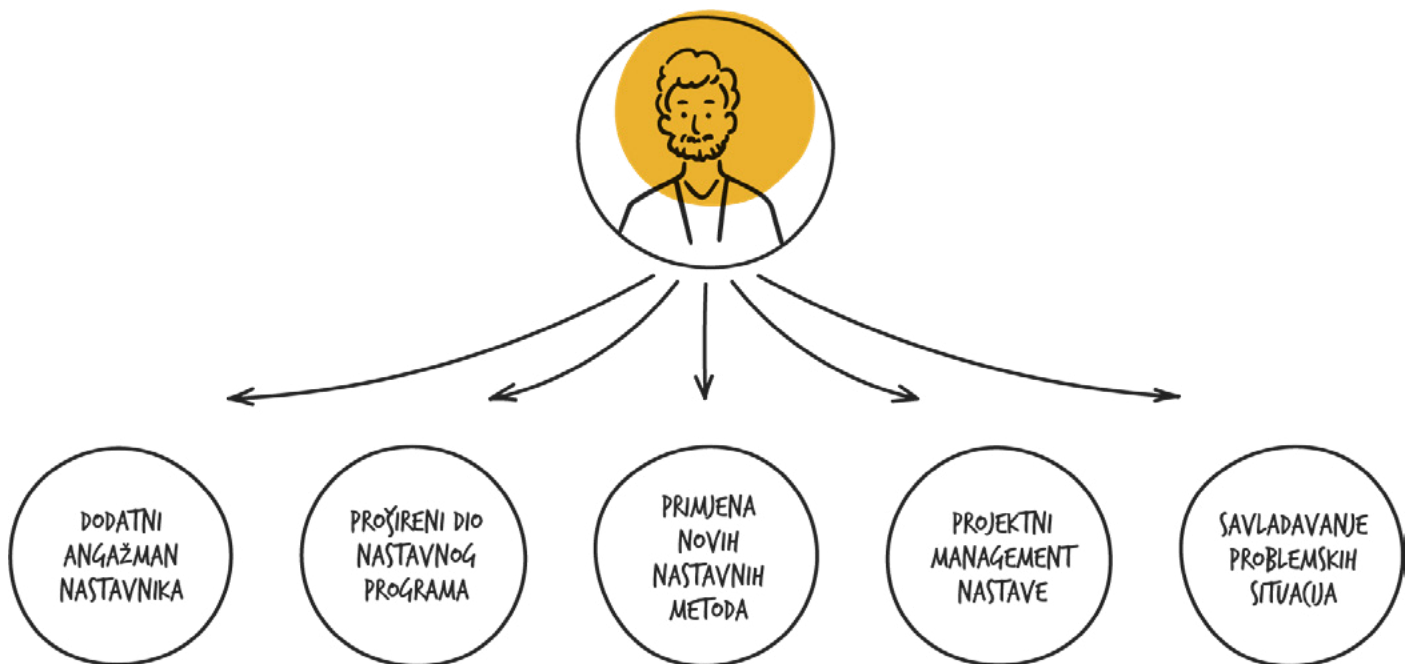 DODATNI
ANGAŽMAN
NASTAVNIKA
PROŠIRENI DIO
NASTAVNOG
PROGRAMA
PRIMJENA
NOVIH
NASTAVNIH
METODA
PROJEKTNI
MANAGEMENT
NASTAVE
SAVLADAVANJE
PROBLEMSKIH
SITUACIJA